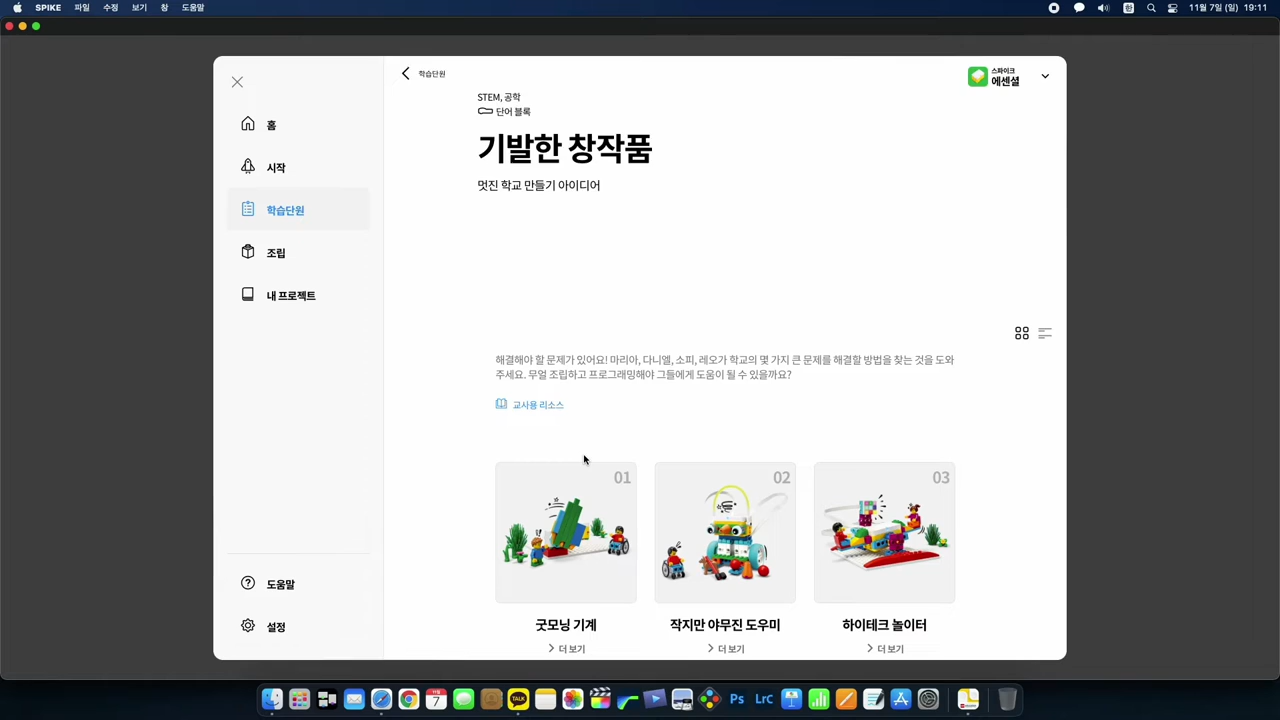 SPIKE 파일 수정 보기 창 도움말
한 11월 7일 (일) 19:11
학습단원
스파이크
에센셜
홈
시작
학습단원
조립
내 프로젝트
도움말
설정
STEM, 공학
단어 블록
기발한 창작품
멋진 학교 만들기 아이디어
해결해야 할 문제가 있어요! 마리아, 다니엘, 소피, 레오가 학교의 몇 가지 큰 문제를 해결할 방법을 찾는 것을 도와
주세요. 무얼 조립하고 프로그래밍해야 그들에게 도움이 될 수 있을까요?
교사용 리소스
01
02
03
굿모닝 기계
작지만 야무진 도우미
하이테크 놀이터
더 보기
더 보기
더 보기
7
TALK
Ps
LrC